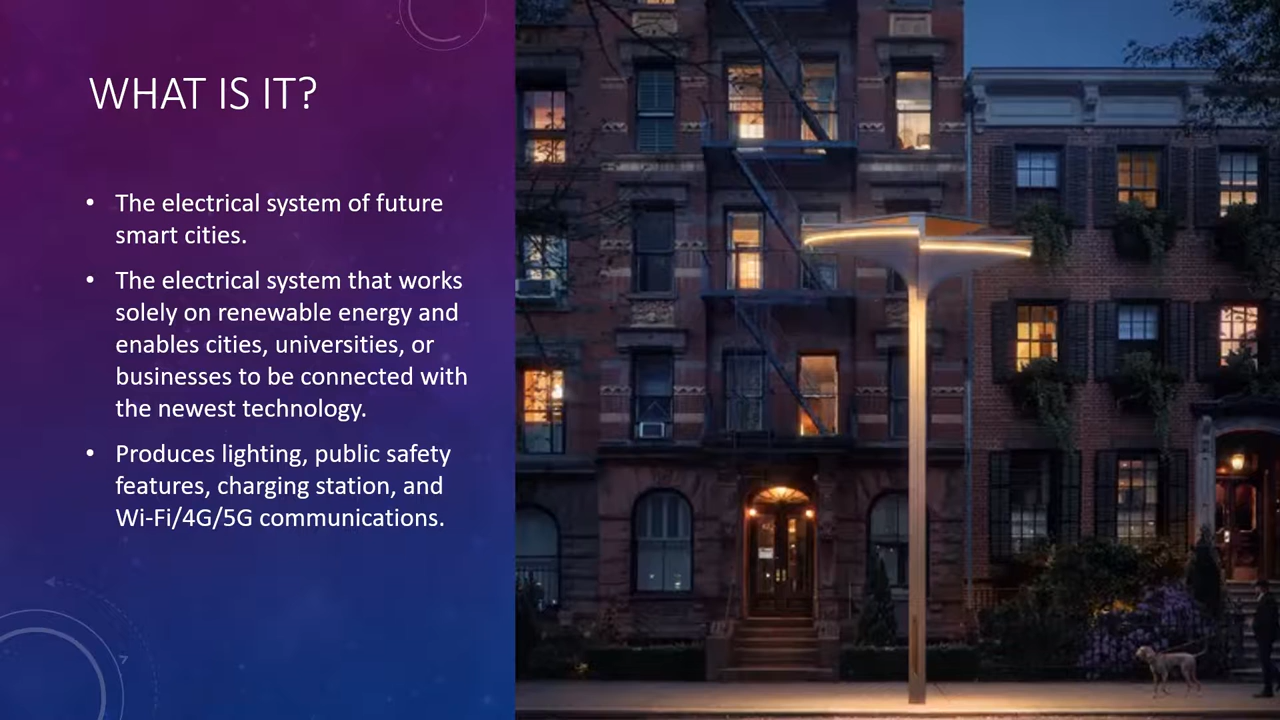 WHAT IS IT?
• The electrical system of future
smart cities.
• The electrical system that works
solely on renewable energy and
enables cities, universities, or
businesses to be connected with
the newest technology.
• Produces lighting, public safety
features, charging station, and
Wi-Fi/4G/5G communications.